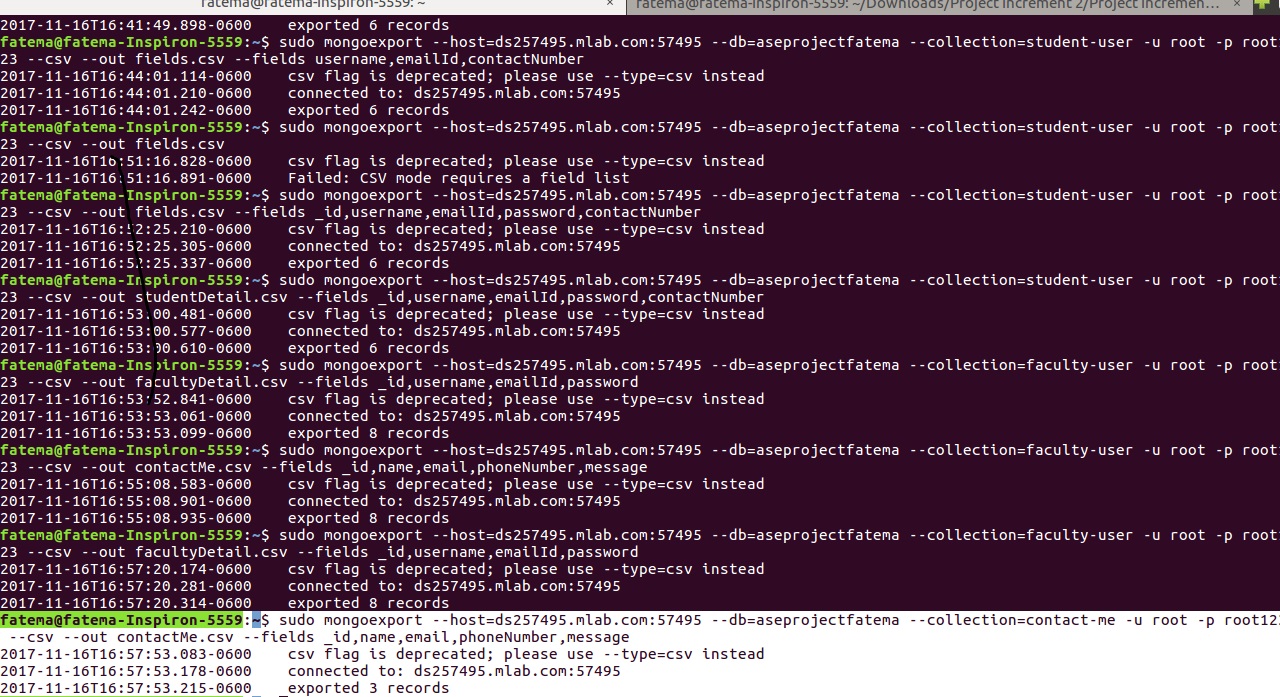 fatema@fatema-Inspiron-5559: ~ × fatema@fatema-Inspiron-5559: ~/Downloads/Project Increment 2/Project Incremen... ×
2017-11-16T16:41:49.898-0600    exported 6 records
fatema@fatema-Inspiron-5559:~$ sudo mongoexport --host=ds257495.mlab.com:57495 --db=aseprojectfatema --collection=student-user -u root -p root1
23 --csv --out fields.csv --fields username,emailId,contactNumber
2017-11-16T16:44:01.114-0600    csv flag is deprecated; please use --type=csv instead
2017-11-16T16:44:01.210-0600    connected to: ds257495.mlab.com:57495
2017-11-16T16:44:01.242-0600    exported 6 records
fatema@fatema-Inspiron-5559:~$ sudo mongoexport --host=ds257495.mlab.com:57495 --db=aseprojectfatema --collection=student-user -u root -p root1
23 --csv --out fields.csv
2017-11-16T16:51:16.828-0600    csv flag is deprecated; please use --type=csv instead
2017-11-16T16:51:16.891-0600    Failed: CSV mode requires a field list
fatema@fatema-Inspiron-5559:~$ sudo mongoexport --host=ds257495.mlab.com:57495 --db=aseprojectfatema --collection=student-user -u root -p root1
23 --csv --out fields.csv --fields _id,username,emailId,password,contactNumber
2017-11-16T16:52:25.210-0600    csv flag is deprecated; please use --type=csv instead
2017-11-16T16:52:25.305-0600    connected to: ds257495.mlab.com:57495
2017-11-16T16:52:25.337-0600    exported 6 records
fatema@fatema-Inspiron-5559:~$ sudo mongoexport --host=ds257495.mlab.com:57495 --db=aseprojectfatema --collection=student-user -u root -p root1
23 --csv --out studentDetail.csv --fields _id,username,emailId,password,contactNumber
2017-11-16T16:53:00.481-0600    csv flag is deprecated; please use --type=csv instead
2017-11-16T16:53:00.577-0600    connected to: ds257495.mlab.com:57495
2017-11-16T16:53:00.610-0600    exported 6 records
fatema@fatema-Inspiron-5559:~$ sudo mongoexport --host=ds257495.mlab.com:57495 --db=aseprojectfatema --collection=faculty-user -u root -p root1
23 --csv --out facultyDetail.csv --fields _id,username,emailId,password
2017-11-16T16:53:52.841-0600    csv flag is deprecated; please use --type=csv instead
2017-11-16T16:53:53.061-0600    connected to: ds257495.mlab.com:57495
2017-11-16T16:53:53.099-0600    exported 8 records
fatema@fatema-Inspiron-5559:~$ sudo mongoexport --host=ds257495.mlab.com:57495 --db=aseprojectfatema --collection=faculty-user -u root -p root1
23 --csv --out contactMe.csv --fields _id,name,email,phoneNumber,message
2017-11-16T16:55:08.583-0600    csv flag is deprecated; please use --type=csv instead
2017-11-16T16:55:08.901-0600    connected to: ds257495.mlab.com:57495
2017-11-16T16:55:08.935-0600    exported 8 records
fatema@fatema-Inspiron-5559:~$ sudo mongoexport --host=ds257495.mlab.com:57495 --db=aseprojectfatema --collection=faculty-user -u root -p root1
23 --csv --out facultyDetail.csv --fields _id,username,emailId,password
2017-11-16T16:57:20.174-0600    csv flag is deprecated; please use --type=csv instead
2017-11-16T16:57:20.281-0600    connected to: ds257495.mlab.com:57495
2017-11-16T16:57:20.314-0600    exported 8 records
fatema@fatema-Inspiron-5559:~$ sudo mongoexport --host=ds257495.mlab.com:57495 --db=aseprojectfatema --collection=contact-me -u root -p root12
--csv --out contactMe.csv --fields _id,name,email,phoneNumber,message
2017-11-16T16:57:53.083-0600    csv flag is deprecated; please use --type=csv instead
2017-11-16T16:57:53.178-0600    connected to: ds257495.mlab.com:57495
2017-11-16T16:57:53.215-0600    exported 3 records